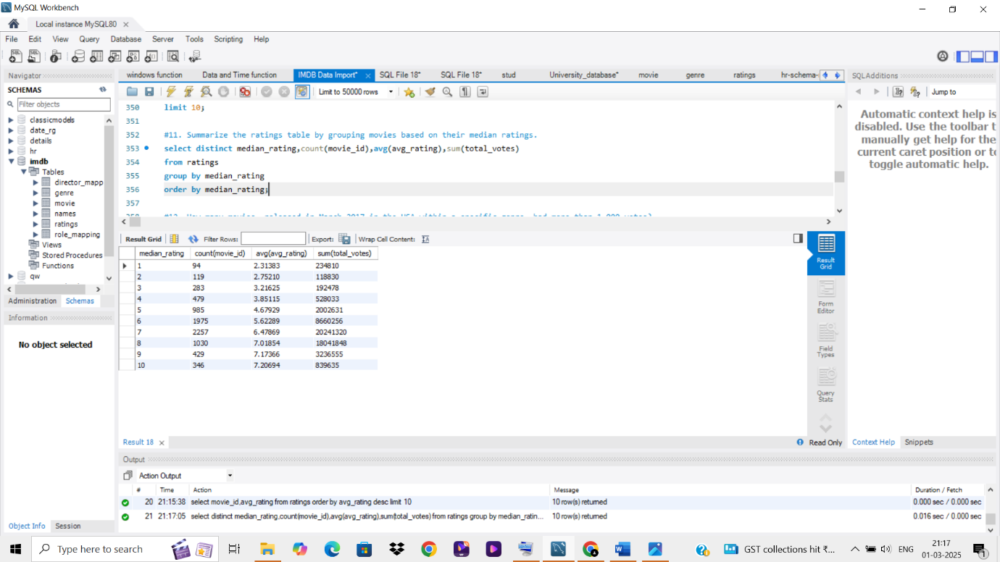 MySQL Workbench
Local instance MySQL80
File Edit View Query Database Server Tools Scripting Help
Navigator
SCHEMAS
Filter objects
classicmodels
date_rg
details
hr
imdb
Tables
director_mapp
genre
movie
names
ratings
role_mapping
Views
Stored Procedures
Functions
qw
Administration Schemas
Information
No object selected
Object Info Session
windows function Data and Time function IMDB Data Import* SQL File 18* SQL File 18* stud University_database* movie genre ratings hr-schema-
Limit to 50000 rows
350 limit 10;
351
352 #11. Summarize the ratings table by grouping movies based on their median ratings.
353 select distinct median_rating,count(movie_id),avg(avg_rating),sum(total_votes)
354 from ratings
355 group by median_rating
356 order by median_rating;
357
Result Grid Filter Rows: Export: Wrap Cell Content:
median_rating count(movie_id) avg(avg_rating) sum(total_votes)
1 94 2.31383 234810
2 119 2.75210 118830
3 283 3.21625 192478
4 479 3.85115 528033
5 985 4.67929 2002631
6 1975 5.62289 8660256
7 2257 6.47869 20241320
8 1030 7.01854 18041848
9 429 7.17366 3236555
10 346 7.20694 839635
Result Grid
Form Editor
Field Types
Query Stats
Result 18
Read Only
SQLAdditions
Jump to
Automatic context help is
disabled. Use the toolbar t
manually get help for the
current caret position or to
toggle automatic help.
Context Help Snippets
Output
Action Output
# Time Action Message Duration / Fetch
20 21:15:38 select movie_id,avg_rating from ratings order by avg_rating desc limit 10 10 row(s) returned 0.000 sec / 0.000 sec
21 21:17:05 select distinct median_rating,count(movie_id),avg(avg_rating),sum(total_votes) from ratings group by median_ratin... 10 row(s) returned 0.016 sec / 0.000 sec
Type here to search
GST collections hit ₹...
ENG
21:17
01-03-2025
1